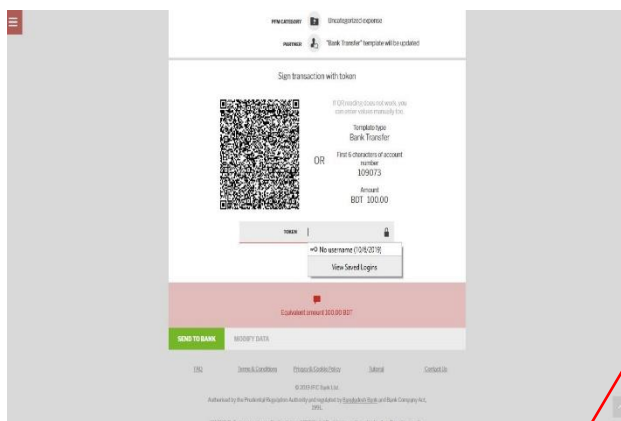 PFM CATEGORY Uncategorized expense
PARTNER "Bank Transfer" template will be updated
Sign transaction with token
If QR reading does not work, you
can enter values manually too.
Template type
Bank Transfer
OR
First 6 characters of account
number
109073
Amount
BDT 100.00
TOKEN
No username (10/8/2019)
View Saved Logins
Equivalent amount 100.00 BDT
SEND TO BANK MODIFY DATA
FAQ Terms & Conditions Privacy & Cookie Policy Tutorial Contact Us
Authorised by the Prudential Regulation Authority and regulated by Bangladesh Bank and Bank Company Act,
1991.